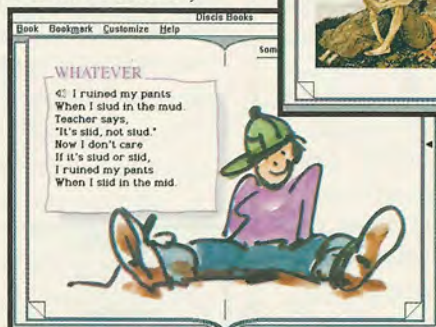 Discis Books
Book Bookmark Customize Help
Som
WHATEVER
I ruined my pants
When I slud in the mud.
Teacher says,
"It's slid, not slud."
Now I don't care
If it's slud or slid,
I ruined my pants
When I slid in the mid.